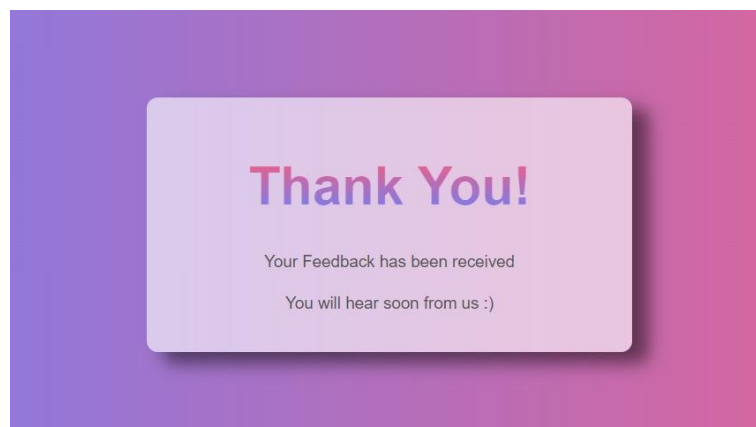 Thank You!
Your Feedback has been received
You will hear soon from us :)